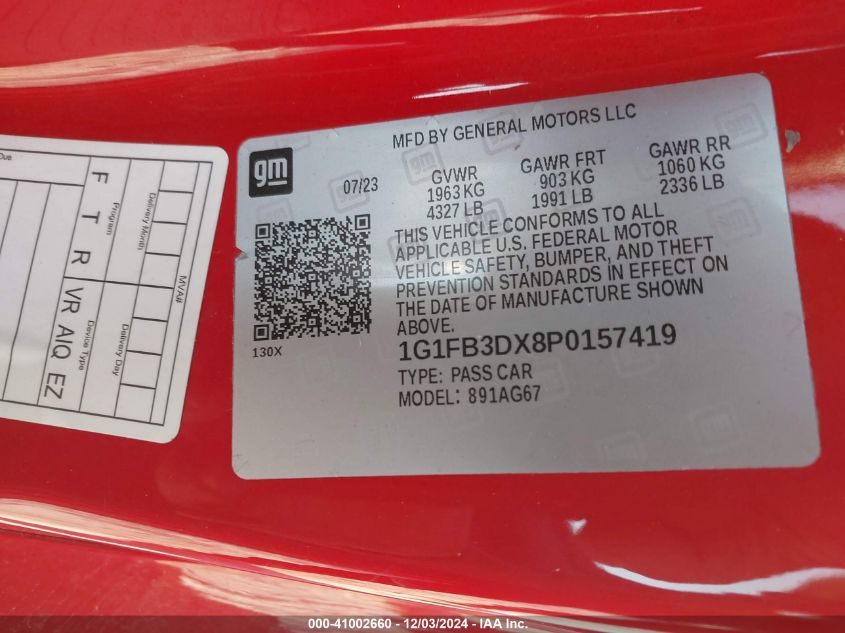 MFD BY GENERAL MOTORS LLC
gm
07/23
GVWR
1963 KG
4327 LB
GAWR FRT
903 KG
1991 LB
GAWR RR
1060 KG
2336 LB
THIS VEHICLE CONFORMS TO ALL
APPLICABLE U.S. FEDERAL MOTOR
VEHICLE SAFETY, BUMPER, AND THEFT
PREVENTION STANDARDS IN EFFECT ON
THE DATE OF MANUFACTURE SHOWN
ABOVE.
130X
1G1FB3DX8P0157419
TYPE: PASS CAR
MODEL: 891AG67
Due
F T R
Program
Delivery Month
MVA#
VR AIQ EZ
Device Type
Delivery Day
000-41002660 - 12/03/2024 - IAA Inc.